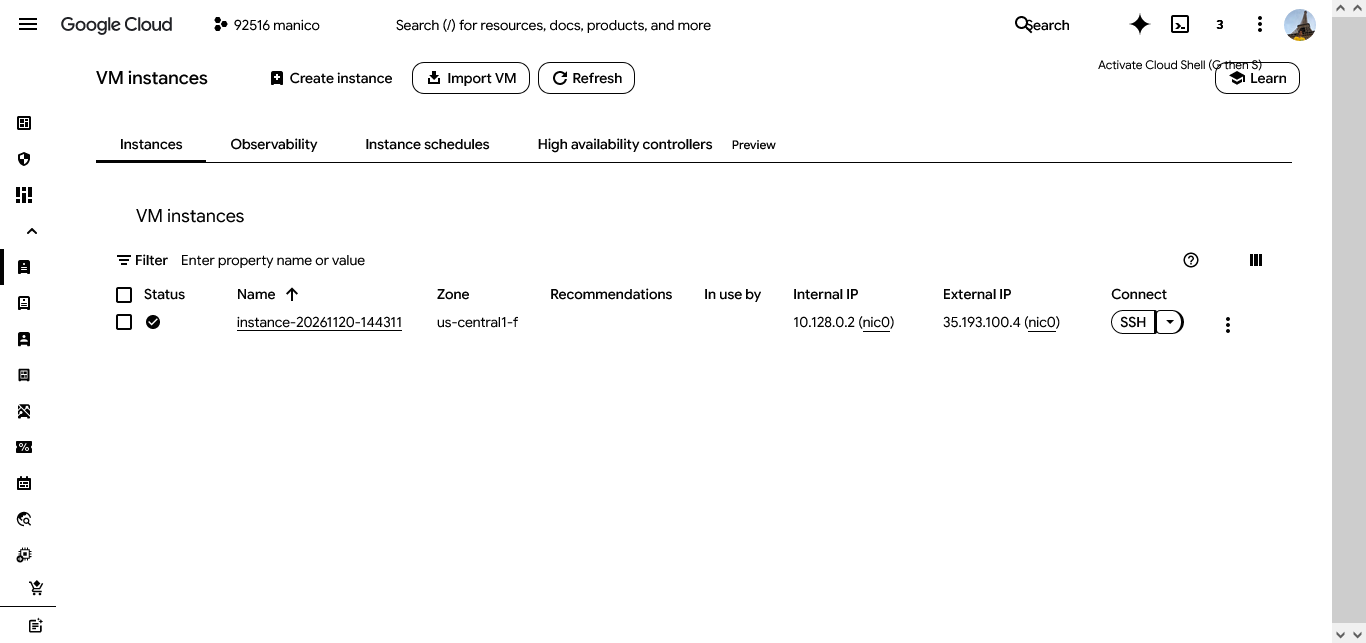 Google Cloud 92516 manico Search (/) for resources, docs, products, and more Search 3
Activate Cloud Shell (G then S)
VM instances Create instance Import VM Refresh Learn
Instances Observability Instance schedules High availability controllers Preview
VM instances
Filter Enter property name or value
Status Name Zone Recommendations In use by Internal IP External IP Connect
instance-20261120-144311 us-central1-f 10.128.0.2 (nic0) 35.193.100.4 (nic0) SSH